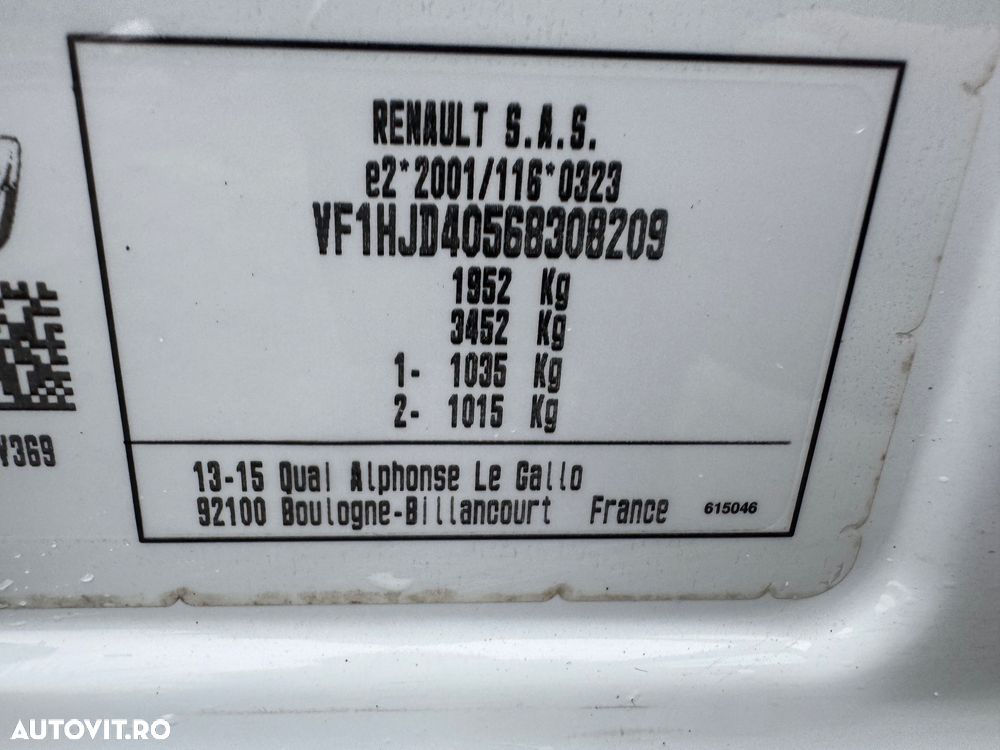 RENAULT S.A.S.
e2*2001/116*0323
VF1HJD40568308209
1952 Kg
3452 Kg
1- 1035 Kg
2- 1015 Kg
13-15 Quai Alphonse Le Gallo
92100 Boulogne-Billancourt France 615046
AUTOVIT.RO